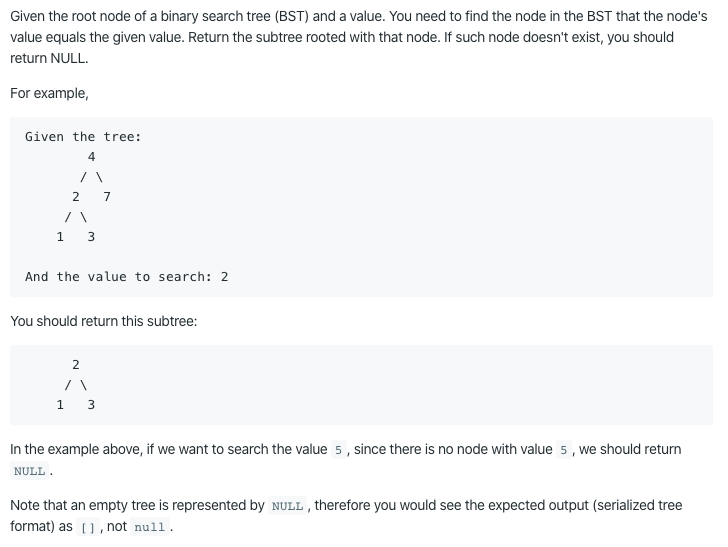 Given the root node of a binary search tree (BST) and a value. You need to find the node in the BST that the node's
value equals the given value. Return the subtree rooted with that node. If such node doesn't exist, you should
return NULL.
For example,
Given the tree:
        4
       / \
      2   7
     / \
    1   3
And the value to search: 2
You should return this subtree:
      2
     / \
    1   3
In the example above, if we want to search the value 5, since there is no node with value 5, we should return
NULL.
Note that an empty tree is represented by NULL, therefore you would see the expected output (serialized tree
format) as [], not null.